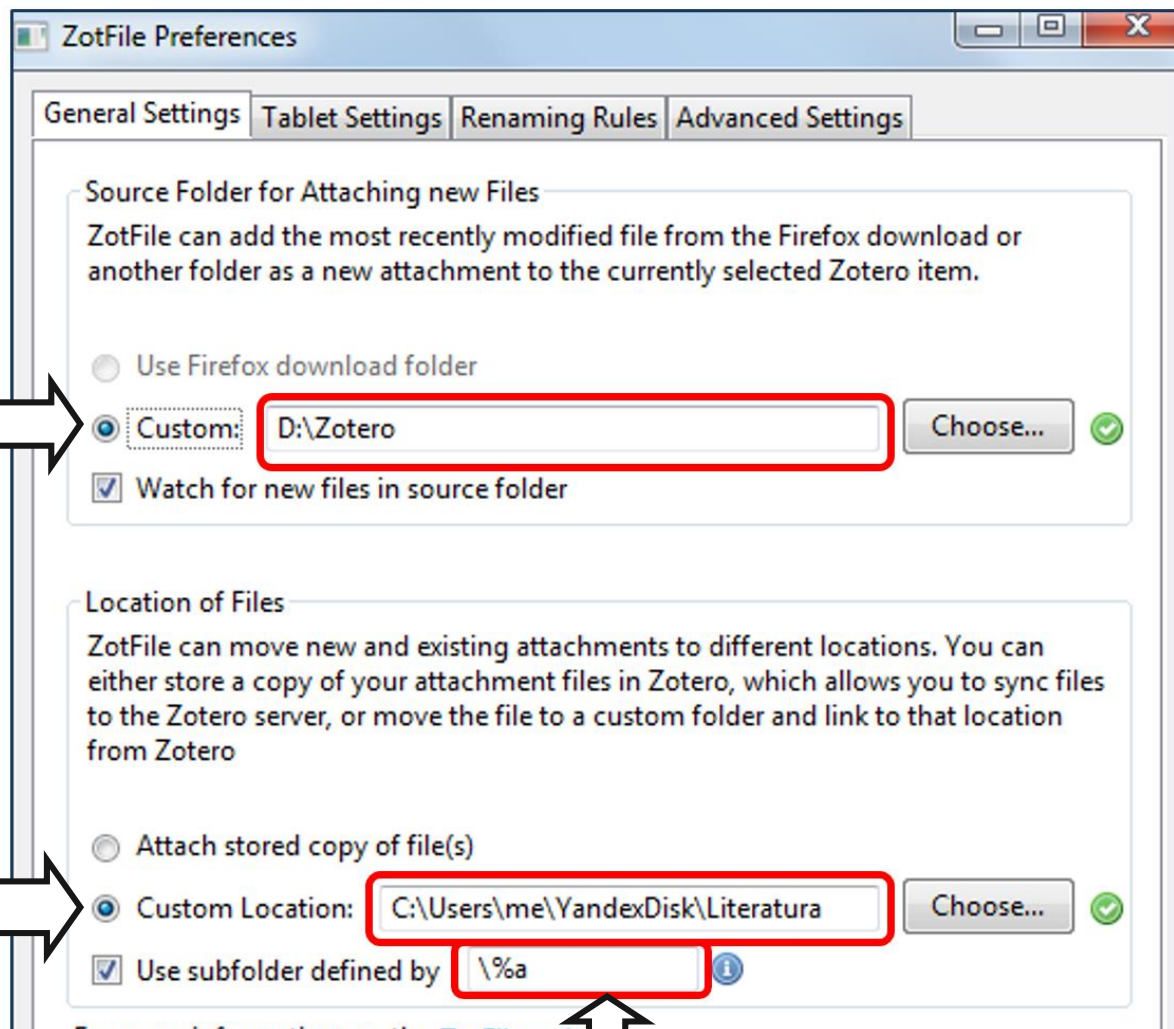 ZotFile Preferences
General Settings Tablet Settings Renaming Rules Advanced Settings
Source Folder for Attaching new Files
ZotFile can add the most recently modified file from the Firefox download or
another folder as a new attachment to the currently selected Zotero item.
Use Firefox download folder
Custom: D:\Zotero Choose...
Watch for new files in source folder
Location of Files
ZotFile can move new and existing attachments to different locations. You can
either store a copy of your attachment files in Zotero, which allows you to sync files
to the Zotero server, or move the file to a custom folder and link to that location
from Zotero
Attach stored copy of file(s)
Custom Location: C:\Users\me\YandexDisk\Literatura Choose...
Use subfolder defined by \%a